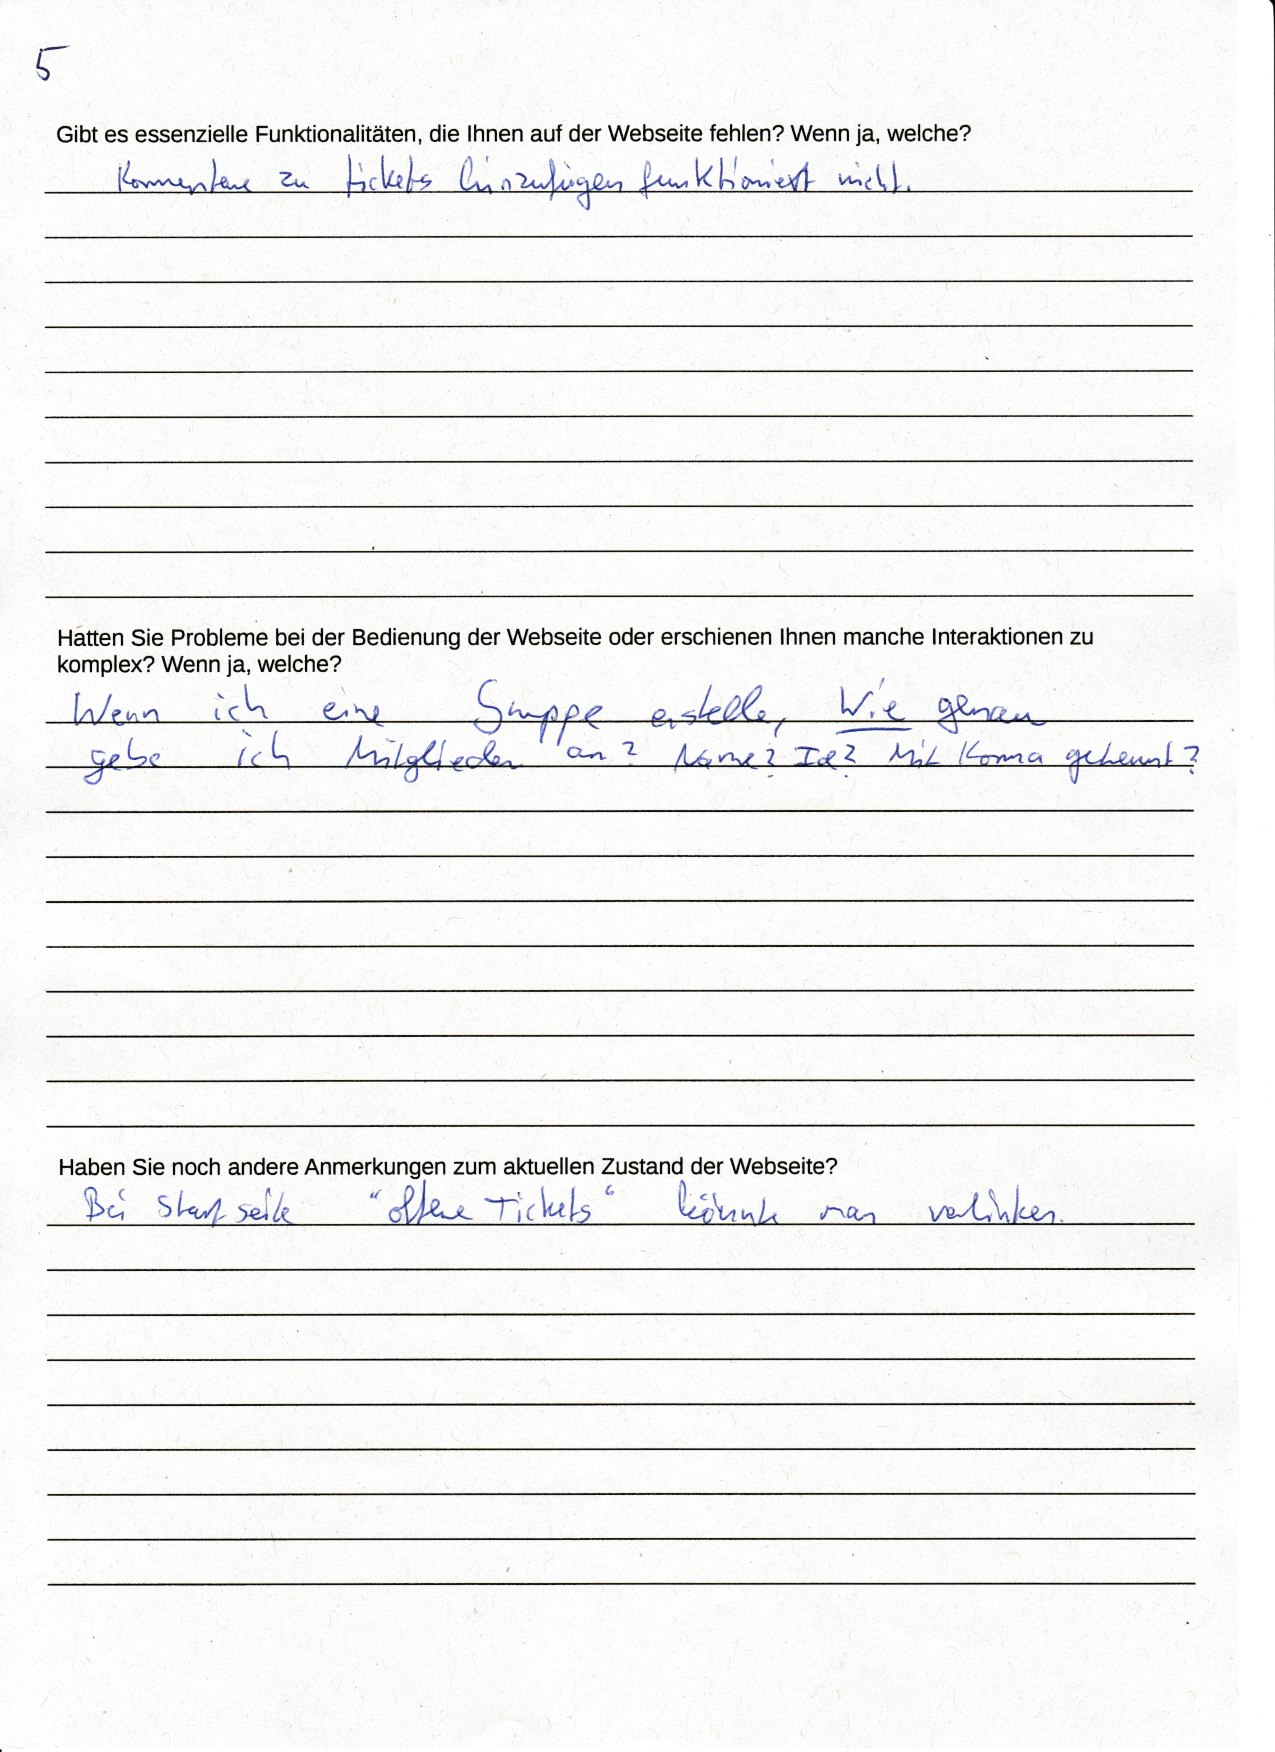 5
Gibt es essenzielle Funktionalitäten, die Ihnen auf der Webseite fehlen? Wenn ja, welche?
Kommentare zu tickets hinzufügen funktioniert nicht.
Hatten Sie Probleme bei der Bedienung der Webseite oder erschienen Ihnen manche Interaktionen zu
komplex? Wenn ja, welche?
Wenn ich eine Gruppe erstelle, wie genau
gebe ich Mitglieder an? Name? Id? Mit Komma getrennt?
Haben Sie noch andere Anmerkungen zum aktuellen Zustand der Webseite?
Bei Startseite "offene Tickets" könnte man verlinken.